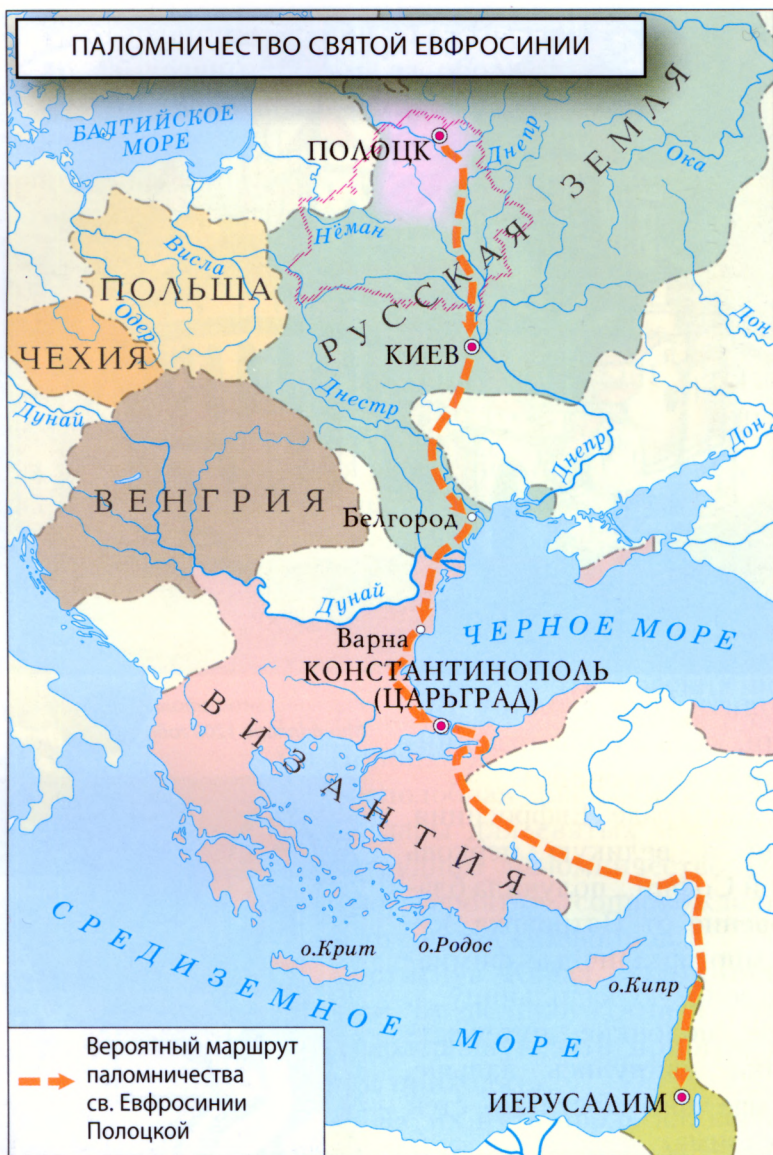 ПАЛОМНИЧЕСТВО СВЯТОЙ ЕВФРОСИНИИ
БАЛТИЙСКОЕ
МОРЕ
ПОЛОЦК
Днепр
Ока
РУССКАЯ ЗЕМЛЯ
Нёман
Висла
ПОЛЬША
Одер
ЧЕХИЯ
КИЕВ
Дон
Дунай
Днестр
Днепр
Дон
ВЕНГРИЯ
Белгород
Дунай
Варна
ЧЕРНОЕ МОРЕ
КОНСТАНТИНОПОЛЬ
(ЦАРЬГРАД)
ВИЗАНТИЯ
СРЕДИЗЕМНОЕ МОРЕ
о.Крит
о.Родос
о.Кипр
ИЕРУСАЛИМ
Вероятный маршрут
паломничества
св. Евфросинии
Полоцкой